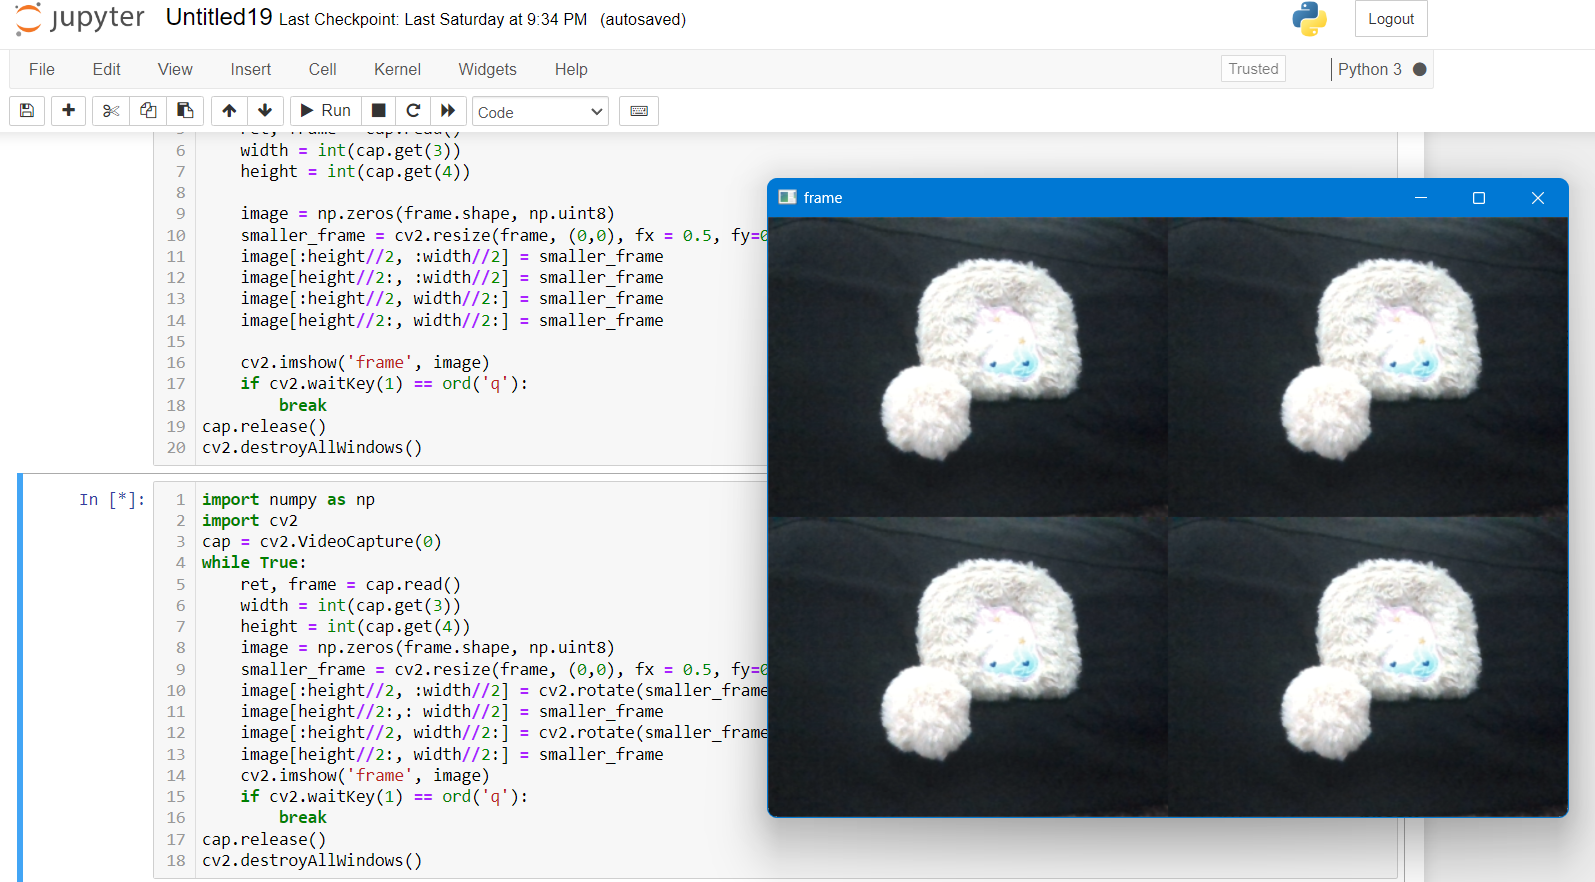 jupyter Untitled19 Last Checkpoint: Last Saturday at 9:34 PM (autosaved)
Logout
File Edit View Insert Cell Kernel Widgets Help
Trusted Python 3
Run Code
5 ret, frame = cap.read()
6 width = int(cap.get(3))
7 height = int(cap.get(4))
8
9 image = np.zeros(frame.shape, np.uint8)
10 smaller_frame = cv2.resize(frame, (0,0), fx = 0.5, fy=0
11 image[:height//2, :width//2] = smaller_frame
12 image[height//2:, :width//2] = smaller_frame
13 image[:height//2, width//2:] = smaller_frame
14 image[height//2:, width//2:] = smaller_frame
15
16 cv2.imshow('frame', image)
17 if cv2.waitKey(1) == ord('q'):
18 break
19 cap.release()
20 cv2.destroyAllWindows()
frame
In [*]:
1 import numpy as np
2 import cv2
3 cap = cv2.VideoCapture(0)
4 while True:
5 ret, frame = cap.read()
6 width = int(cap.get(3))
7 height = int(cap.get(4))
8 image = np.zeros(frame.shape, np.uint8)
9 smaller_frame = cv2.resize(frame, (0,0), fx = 0.5, fy=0
10 image[:height//2, :width//2] = cv2.rotate(smaller_frame
11 image[height//2:,: width//2] = smaller_frame
12 image[:height//2, width//2:] = cv2.rotate(smaller_frame
13 image[height//2:, width//2:] = smaller_frame
14 cv2.imshow('frame', image)
15 if cv2.waitKey(1) == ord('q'):
16 break
17 cap.release()
18 cv2.destroyAllWindows()